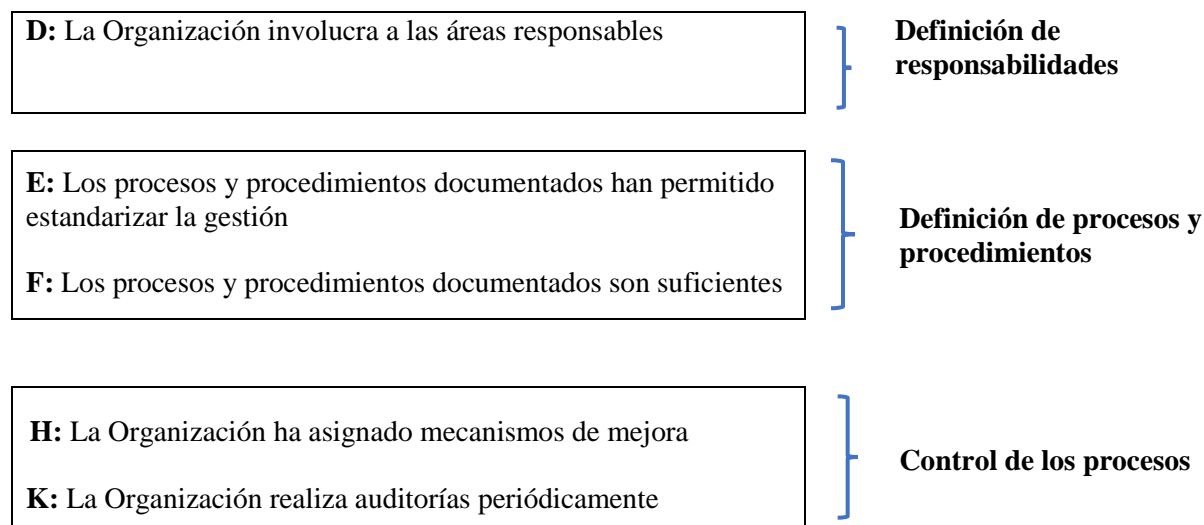 D: La Organización involucra a las áreas responsables
Definición de
responsabilidades
E: Los procesos y procedimientos documentados han permitido
estandarizar la gestión
F: Los procesos y procedimientos documentados son suficientes
Definición de procesos y
procedimientos
H: La Organización ha asignado mecanismos de mejora
K: La Organización realiza auditorías periódicamente
Control de los procesos